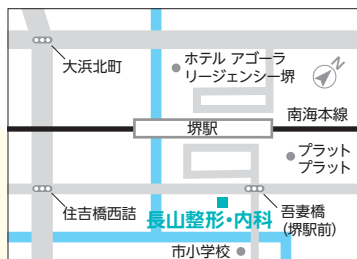 大浜北町
ホテル アゴーラ
リージェンシー堺
N
南海本線
堺駅
プラット
プラット
住吉橋西詰
長山整形・内科
吾妻橋
(堺駅前)
市小学校